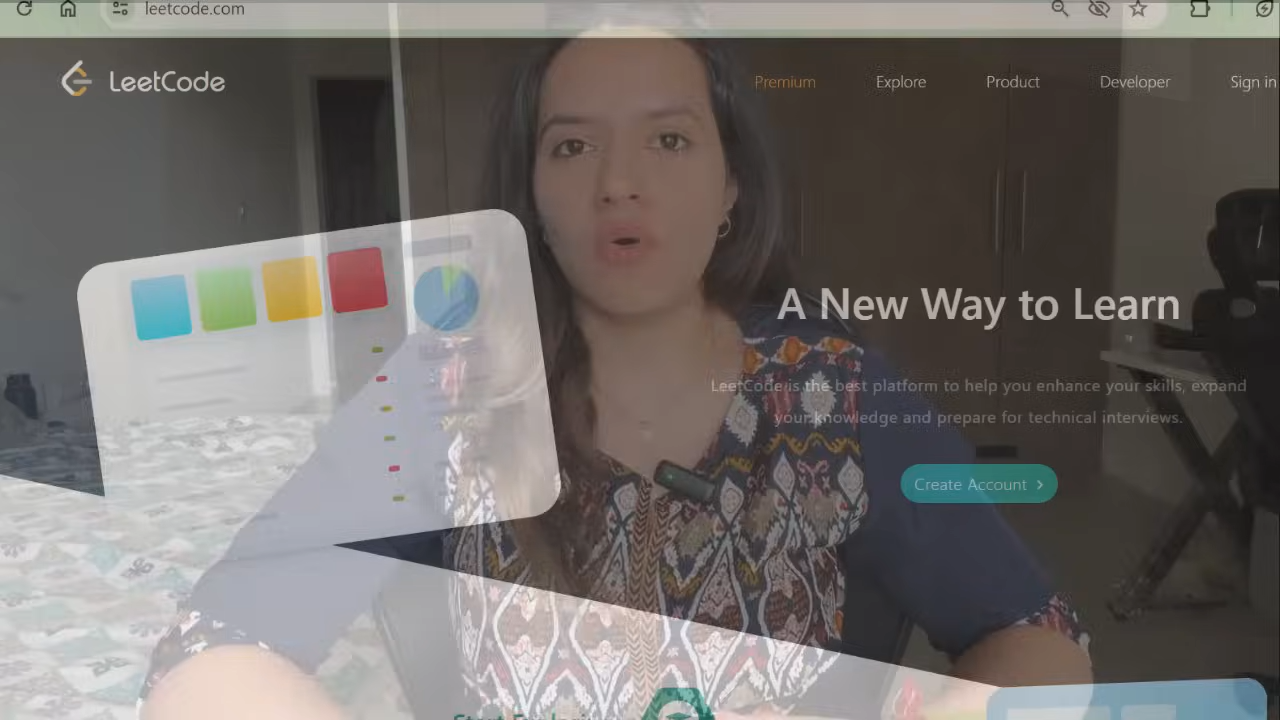 leetcode.com
LeetCode
Premium Explore Product Developer Sign in
A New Way to Learn
LeetCode is the best platform to help you enhance your skills, expand
your knowledge and prepare for technical interviews.
Create Account
Start